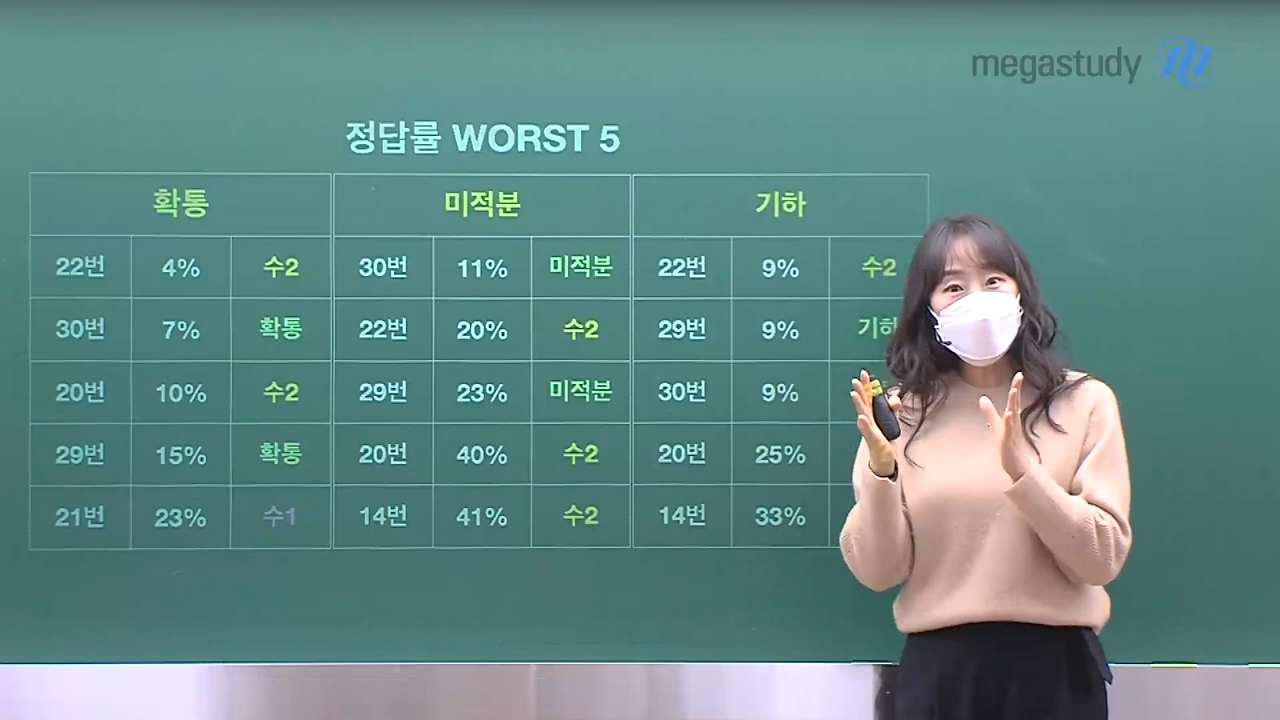 megastudy
정답률 WORST 5
확통 미적분 기하
22번 4% 수2 30번 11% 미적분 22번 9% 수2
30번 7% 확통 22번 20% 수2 29번 9% 기하
20번 10% 수2 29번 23% 미적분 30번 9%
29번 15% 확통 20번 40% 수2 20번 25%
21번 23% 수1 14번 41% 수2 14번 33%